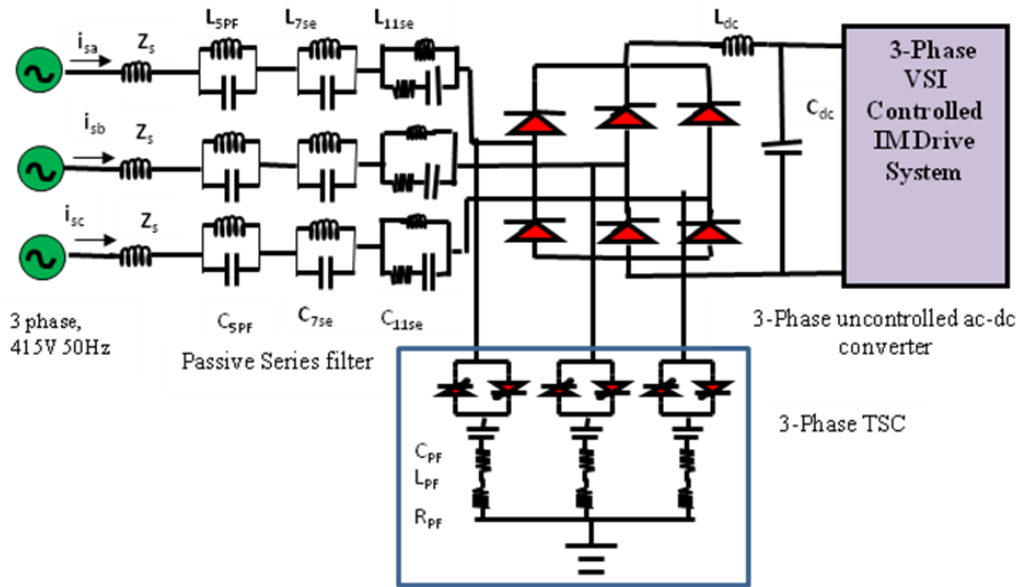 L5PF
L7se
L11se
Ldc
isa
Zs
isb
Zs
isc
Zs
Cdc
3-Phase
VSI
Controlled
IM Drive
System
C5PF
C7se
C11se
3 phase,
415V 50Hz
Passive Series filter
3-Phase uncontrolled ac-dc
converter
3-Phase TSC
CPF
LPF
RPF